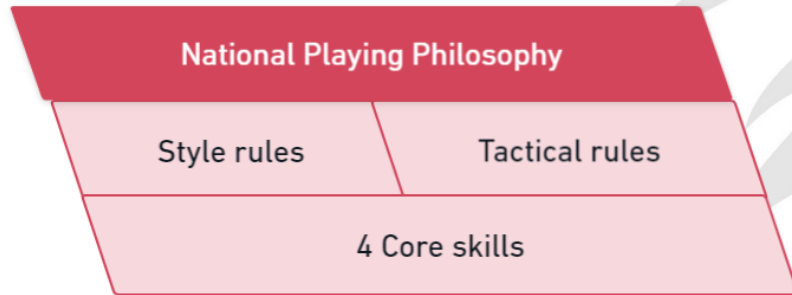 National Playing Philosophy
Style rules
Tactical rules
4 Core skills